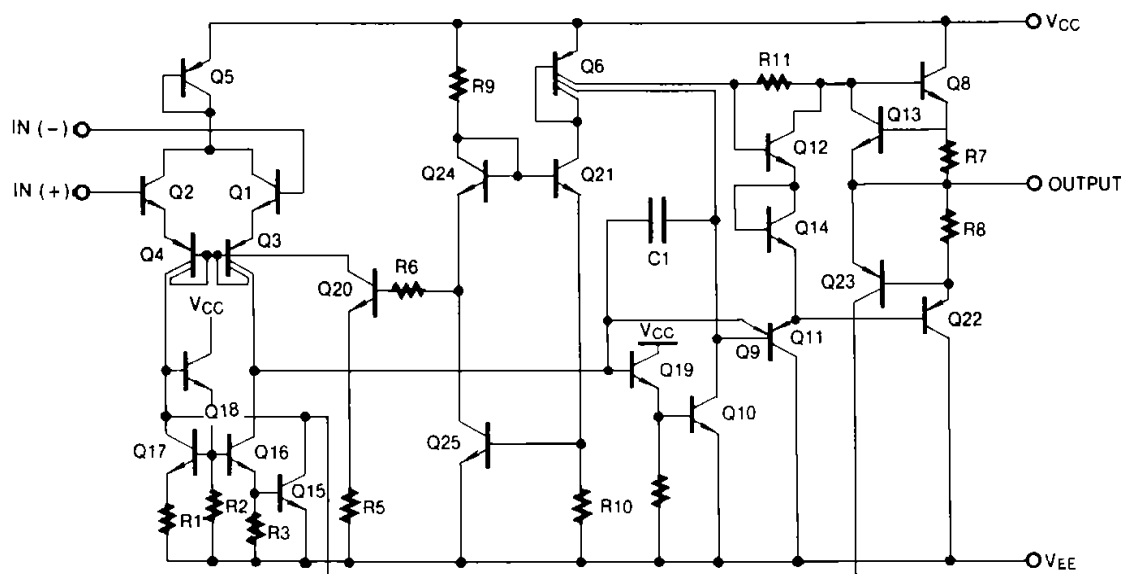 VCC
Q5
R9
Q6
R11
Q8
IN (-)
Q13
Q12
R7
IN (+)
Q2
Q1
Q24
Q21
OUTPUT
Q14
R8
Q4
Q3
C1
Q20
R6
Q23
VCC
Q22
VCC
Q9
Q11
Q19
Q18
Q10
Q17
Q16
Q25
Q15
R1
R2
R3
R5
R10
VEE